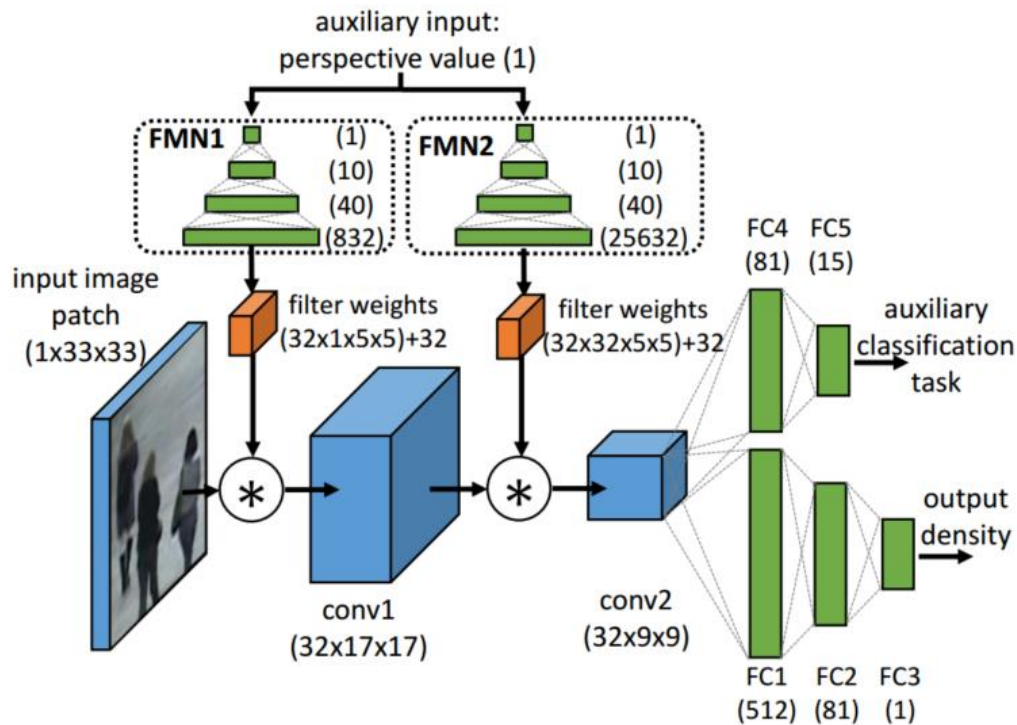 auxiliary input:
perspective value (1)
FMN1
(1)
(10)
(40)
(832)
FMN2
(1)
(10)
(40)
(25632)
input image
patch
(1x33x33)
filter weights
(32x1x5x5)+32
filter weights
(32x32x5x5)+32
FC4
(81)
FC5
(15)
auxiliary
classification
task
*
*
conv1
(32x17x17)
conv2
(32x9x9)
output
density
FC1
(512)
FC2
(81)
FC3
(1)